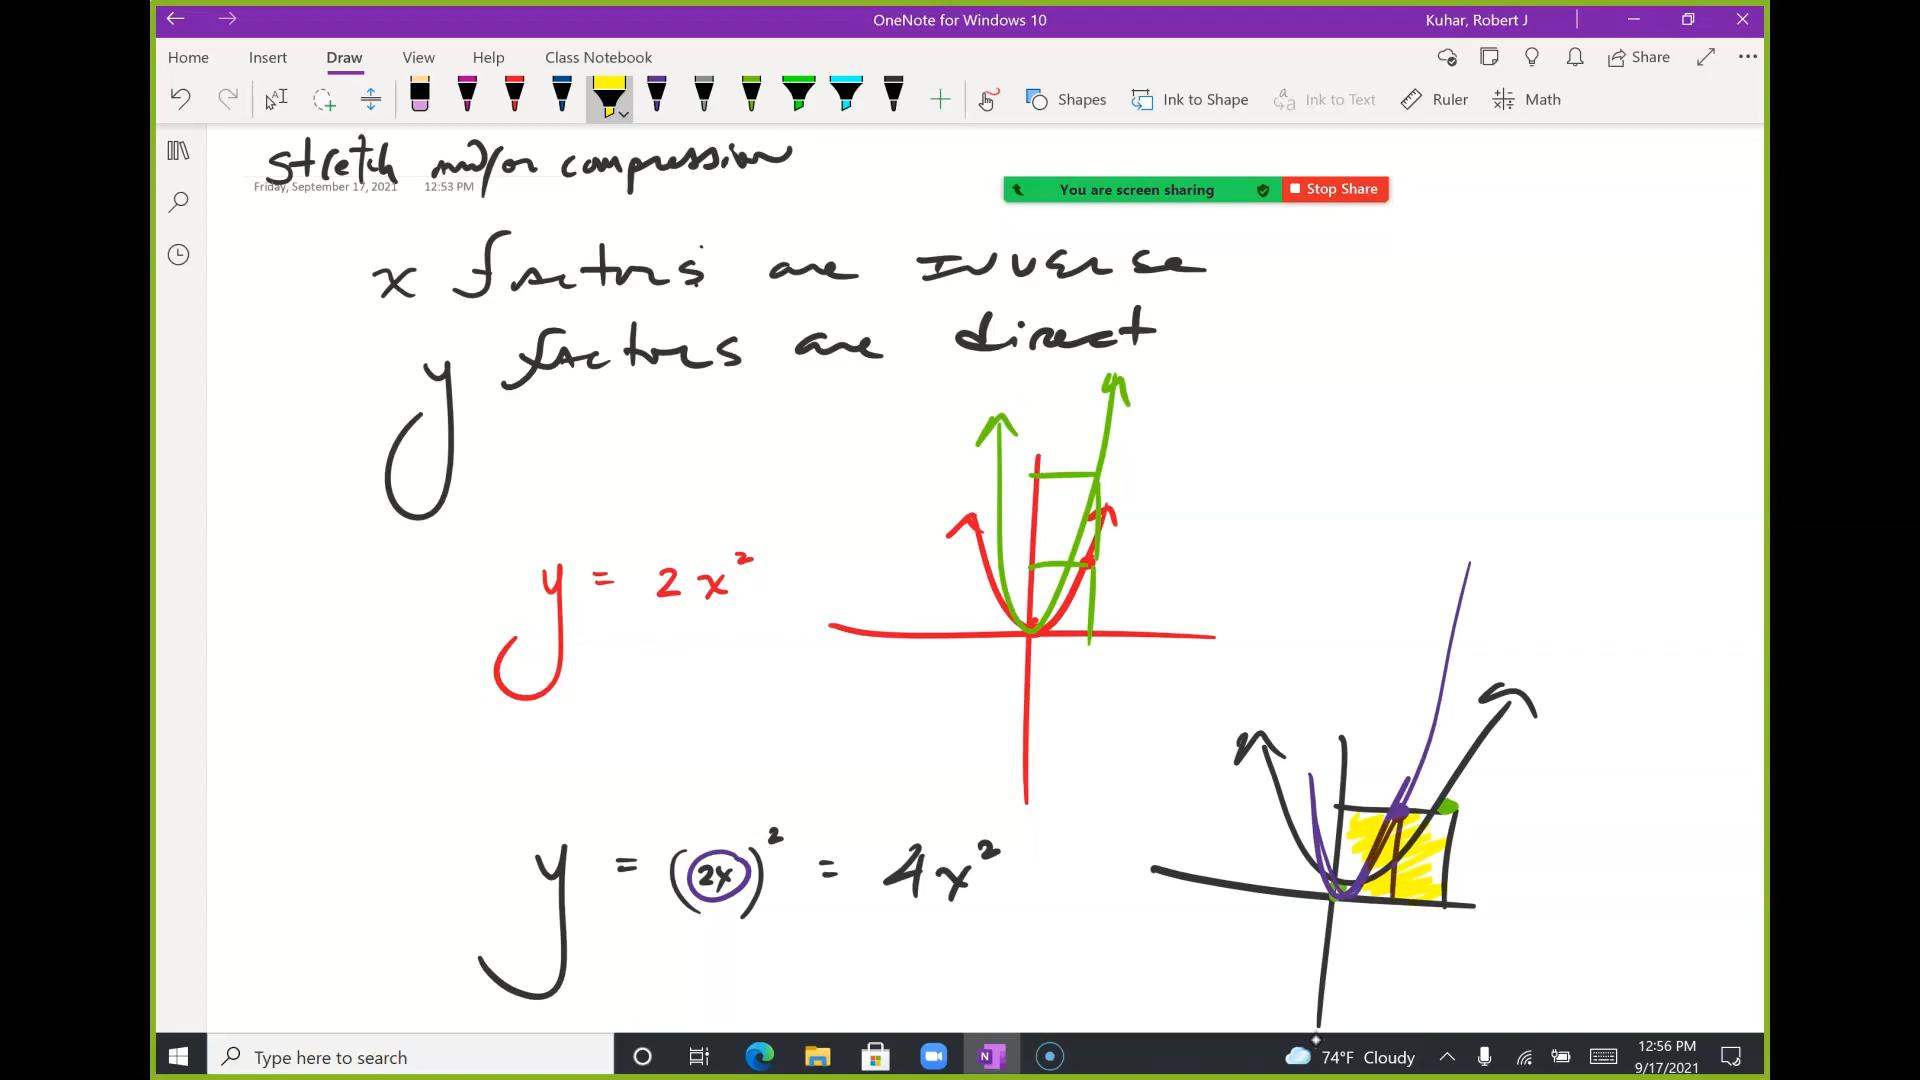 OneNote for Windows 10
Kuhar, Robert J
Home Insert Draw View Help Class Notebook
Share
Shapes Ink to Shape Ink to Text Ruler Math
stretch and/or compression
Friday, September 17, 2021 12:53 PM
You are screen sharing Stop Share
x factors are INVERSE
y factors are direct
y = 2x²
y = (2x)² = 4x²
Type here to search
74°F Cloudy
12:56 PM
9/17/2021